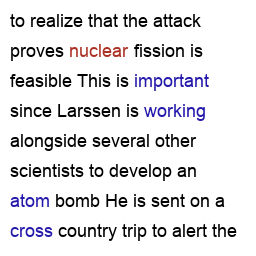 to realize that the attack
proves nuclear fission is
feasible This is important
since Larssen is working
alongside several other
scientists to develop an
atom bomb He is sent on a
cross country trip to alert the